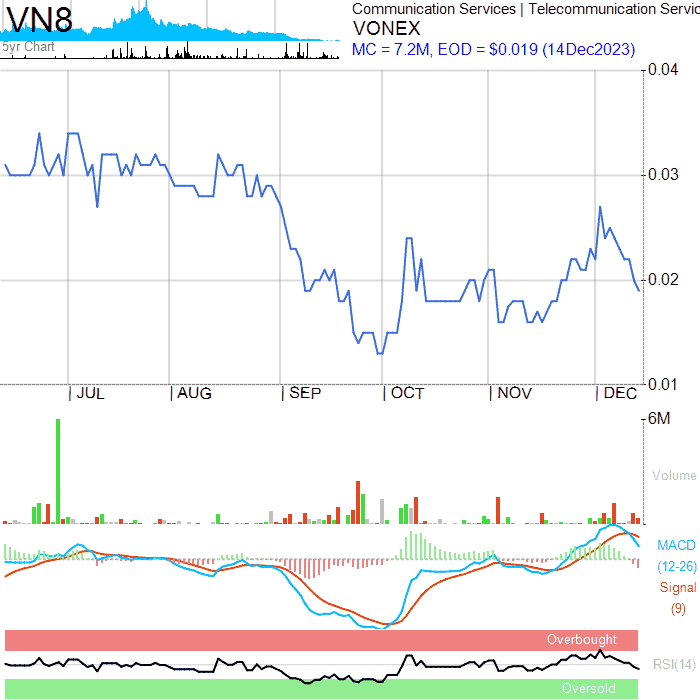 VN8
Communication Services | Telecommunication Servic
VONEX
5yr Chart
MC = 7.2M, EOD = $0.019 (14Dec2023)
0.04
0.03
0.02
0.01
JUL AUG SEP OCT NOV DEC
6M
Volume
MACD
(12-26)
Signal
(9)
Overbought
RSI(14)
Oversold